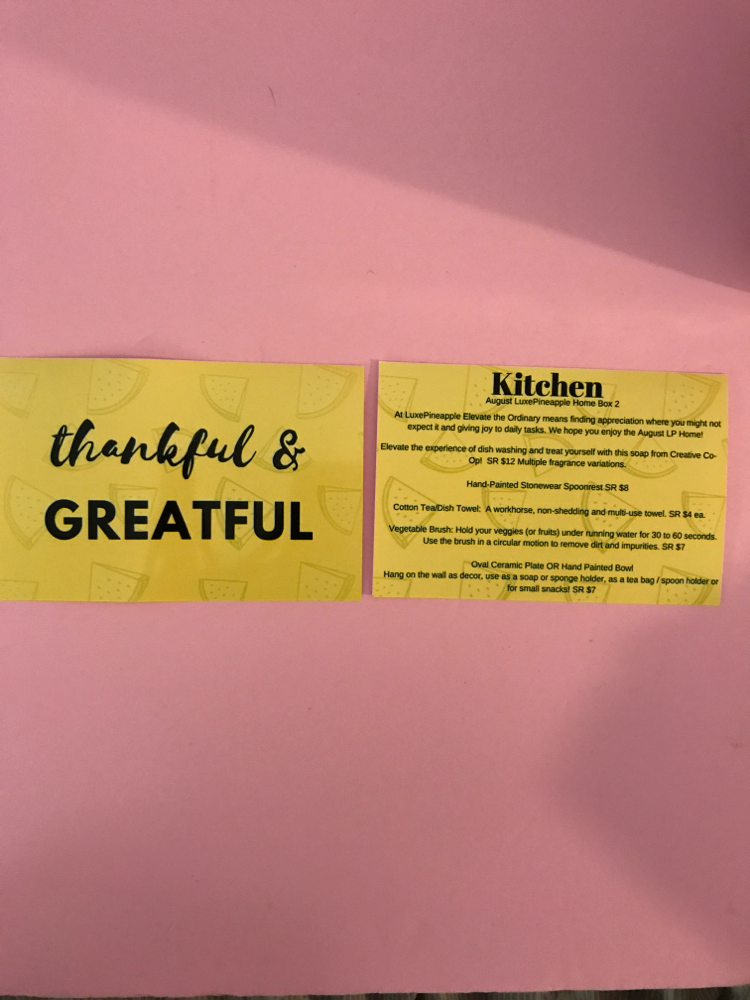 thankful &
GREATFUL
Kitchen
August LuxePineapple Home Box 2
At LuxePineapple Elevate the Ordinary means finding appreciation where you might not
expect it and giving joy to daily tasks. We hope you enjoy the August LP Home!
Elevate the experience of dish washing and treat yourself with this soap from Creative Co-
Op! SR $12 Multiple fragrance variations.
Hand-Painted Stonewear Spoonrest SR $8
Cotton Tea/Dish Towel: A workhorse, non-shedding and multi-use towel. SR $4 ea.
Vegetable Brush: Hold your veggies (or fruits) under running water for 30 to 60 seconds.
Use the brush in a circular motion to remove dirt and impurities. SR $7
Oval Ceramic Plate OR Hand Painted Bowl
Hang on the wall as decor, use as a soap or sponge holder, as a tea bag / spoon holder or
for small snacks! SR $7